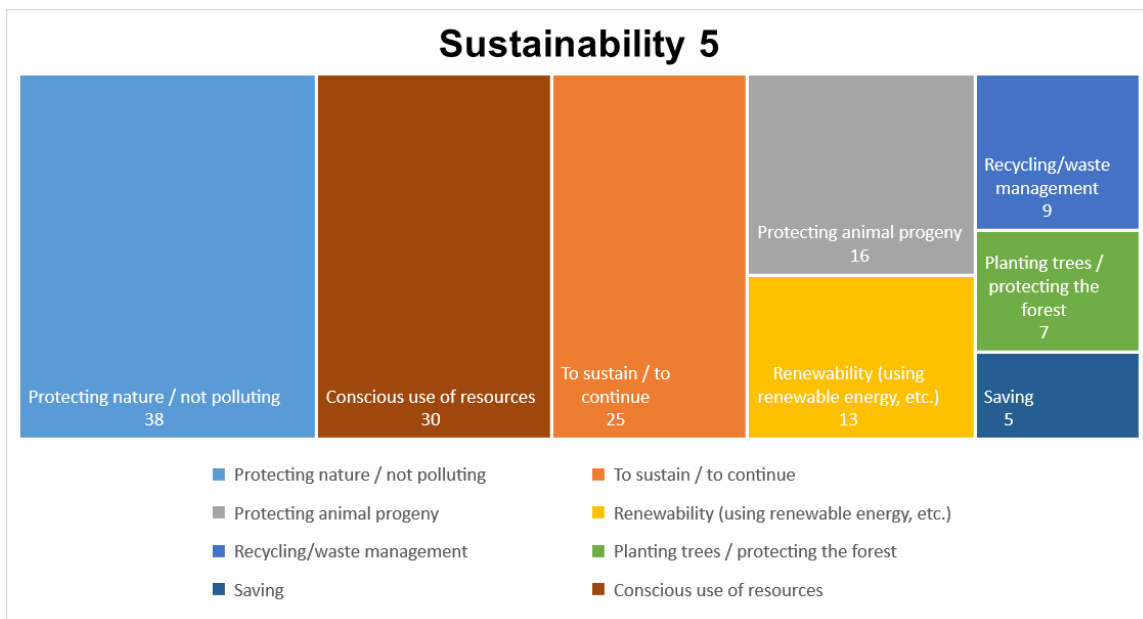 Sustainability 5
Protecting nature / not polluting
38
Conscious use of resources
30
To sustain / to
continue
25
Protecting animal progeny
16
Renewability (using
renewable energy, etc.)
13
Recycling/waste
management
9
Planting trees /
protecting the
forest
7
Saving
5
Protecting nature / not polluting
To sustain / to continue
Protecting animal progeny
Renewability (using renewable energy, etc.)
Recycling/waste management
Planting trees / protecting the forest
Saving
Conscious use of resources